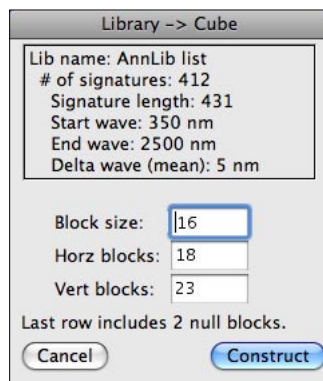 Library -> Cube
Lib name: AnnLib list
# of signatures: 412
Signature length: 431
Start wave: 350 nm
End wave: 2500 nm
Delta wave (mean): 5 nm
Block size: 16
Horz blocks: 18
Vert blocks: 23
Last row includes 2 null blocks.
Cancel Construct